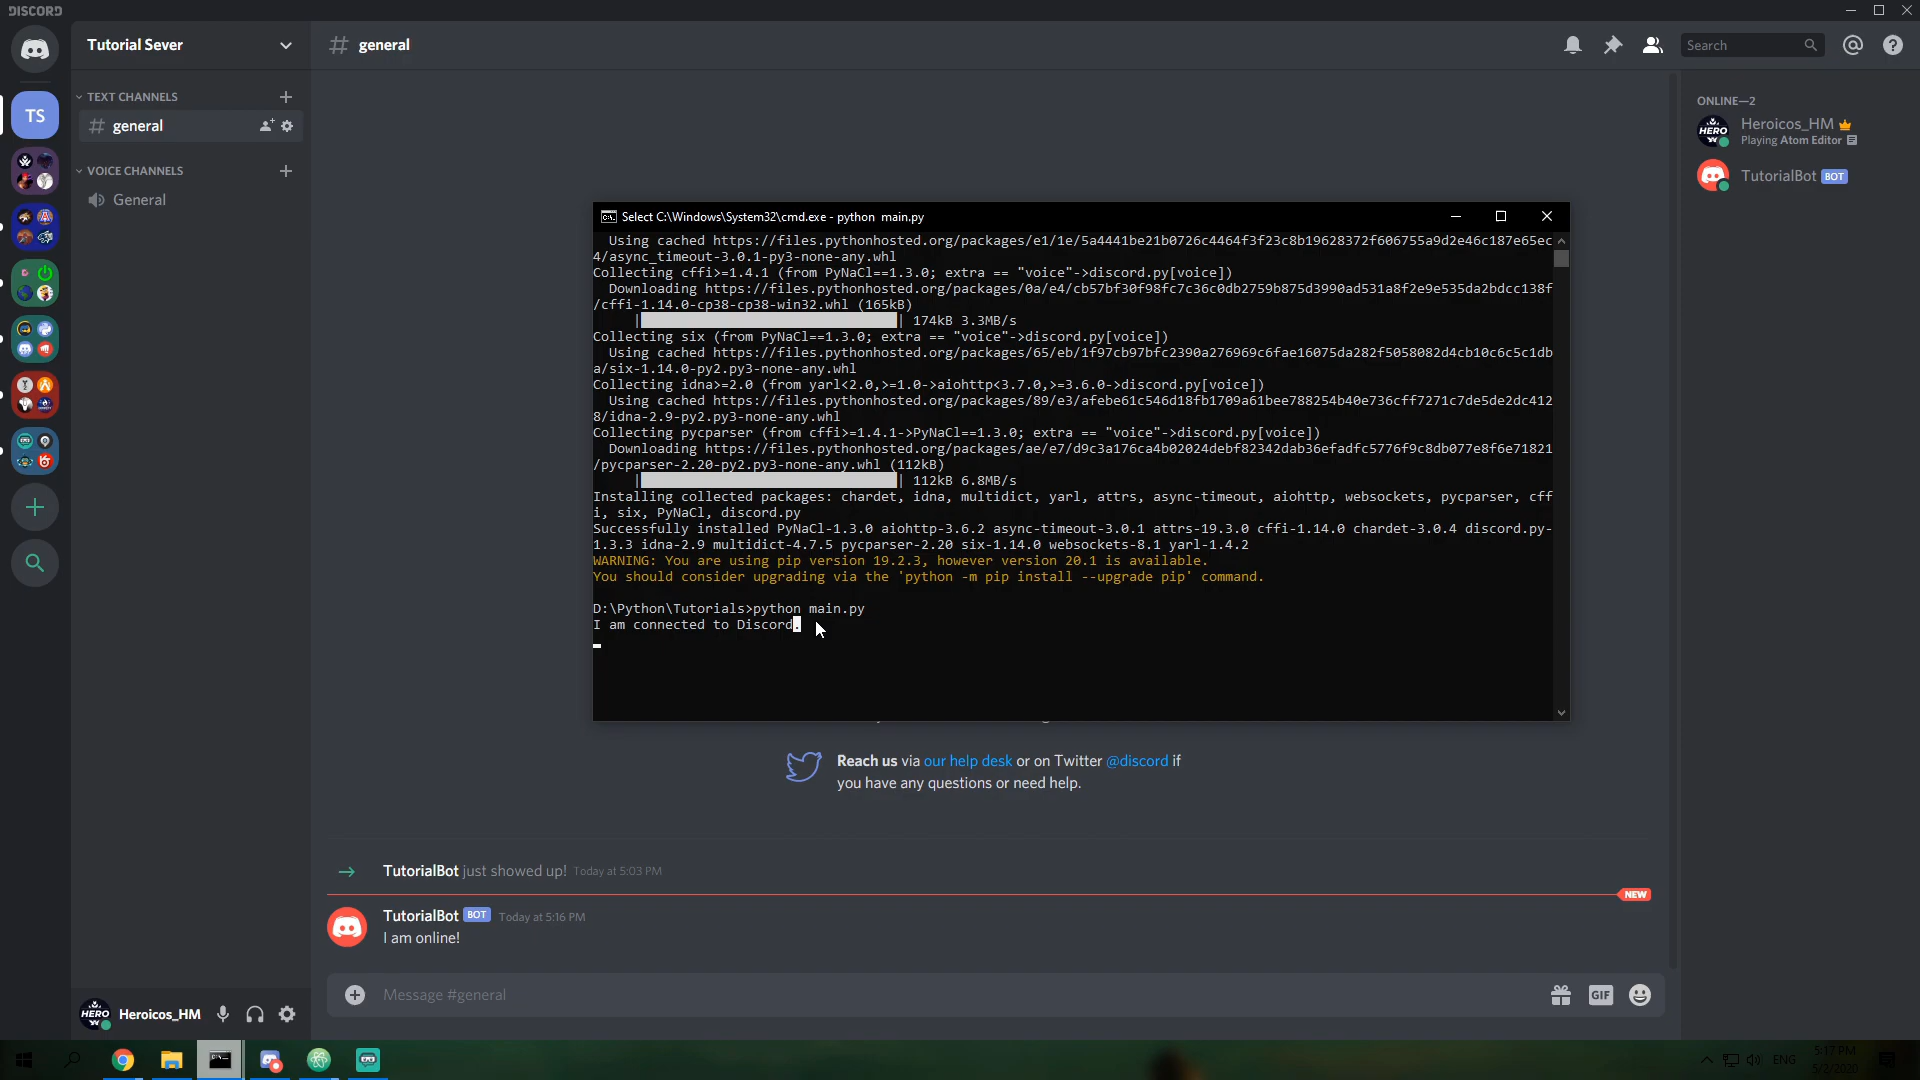 DISCORD
TS
Tutorial Sever
TEXT CHANNELS
general
VOICE CHANNELS
General
Heroicos_HM
general
Search
ONLINE—2
Heroicos_HM
Playing Atom Editor
TutorialBot BOT
Select C:\Windows\System32\cmd.exe - python  main.py
Using cached https://files.pythonhosted.org/packages/e1/1e/5a4441be21b0726c4464f3f23c8b19628372f606755a9d2e46c187e65ec
4/async_timeout-3.0.1-py3-none-any.whl
Collecting cffi>=1.4.1 (from PyNaCl==1.3.0; extra == "voice"->discord.py[voice])
Downloading https://files.pythonhosted.org/packages/0a/e4/cb57bf30f98fc7c36c0db2759b875d3990ad531a8f2e9e535da2bdcc138f
/cffi-1.14.0-cp38-cp38-win32.whl (165kB)
174kB 3.3MB/s
Collecting six (from PyNaCl==1.3.0; extra == "voice"->discord.py[voice])
Using cached https://files.pythonhosted.org/packages/65/eb/1f97cb97bfc2390a276969c6fae16075da282f5058082d4cb10c6c5c1db
a/six-1.14.0-py2.py3-none-any.whl
Collecting idna>=2.0 (from yarl<2.0,>=1.0->aiohttp<3.7.0,>=3.6.0->discord.py[voice])
Using cached https://files.pythonhosted.org/packages/89/e3/afebe61c546d18fb1709a61bee788254b40e736cff7271c7de5de2dc412
8/idna-2.9-py2.py3-none-any.whl
Collecting pycparser (from cffi>=1.4.1->PyNaCl==1.3.0; extra == "voice"->discord.py[voice])
Downloading https://files.pythonhosted.org/packages/ae/e7/d9c3a176ca4b02024debf82342dab36efadfc5776f9c8db077e8f6e71821
/pycparser-2.20-py2.py3-none-any.whl (112kB)
112kB 6.8MB/s
Installing collected packages: chardet, idna, multidict, yarl, attrs, async-timeout, aiohttp, websockets, pycparser, cff
i, six, PyNaCl, discord.py
Successfully installed PyNaCl-1.3.0 aiohttp-3.6.2 async-timeout-3.0.1 attrs-19.3.0 cffi-1.14.0 chardet-3.0.4 discord.py-
1.3.3 idna-2.9 multidict-4.7.5 pycparser-2.20 six-1.14.0 websockets-8.1 yarl-1.4.2
WARNING: You are using pip version 19.2.3, however version 20.1 is available.
You should consider upgrading via the 'python -m pip install --upgrade pip' command.
D:\Python\Tutorials>python main.py
I am connected to Discord.
Reach us via our help desk or on Twitter @discord if
you have any questions or need help.
TutorialBot just showed up! Today at 5:03 PM
NEW
TutorialBot BOT Today at 5:16 PM
I am online!
Message #general
GIF
ENG
5:17 PM
5/2/2020